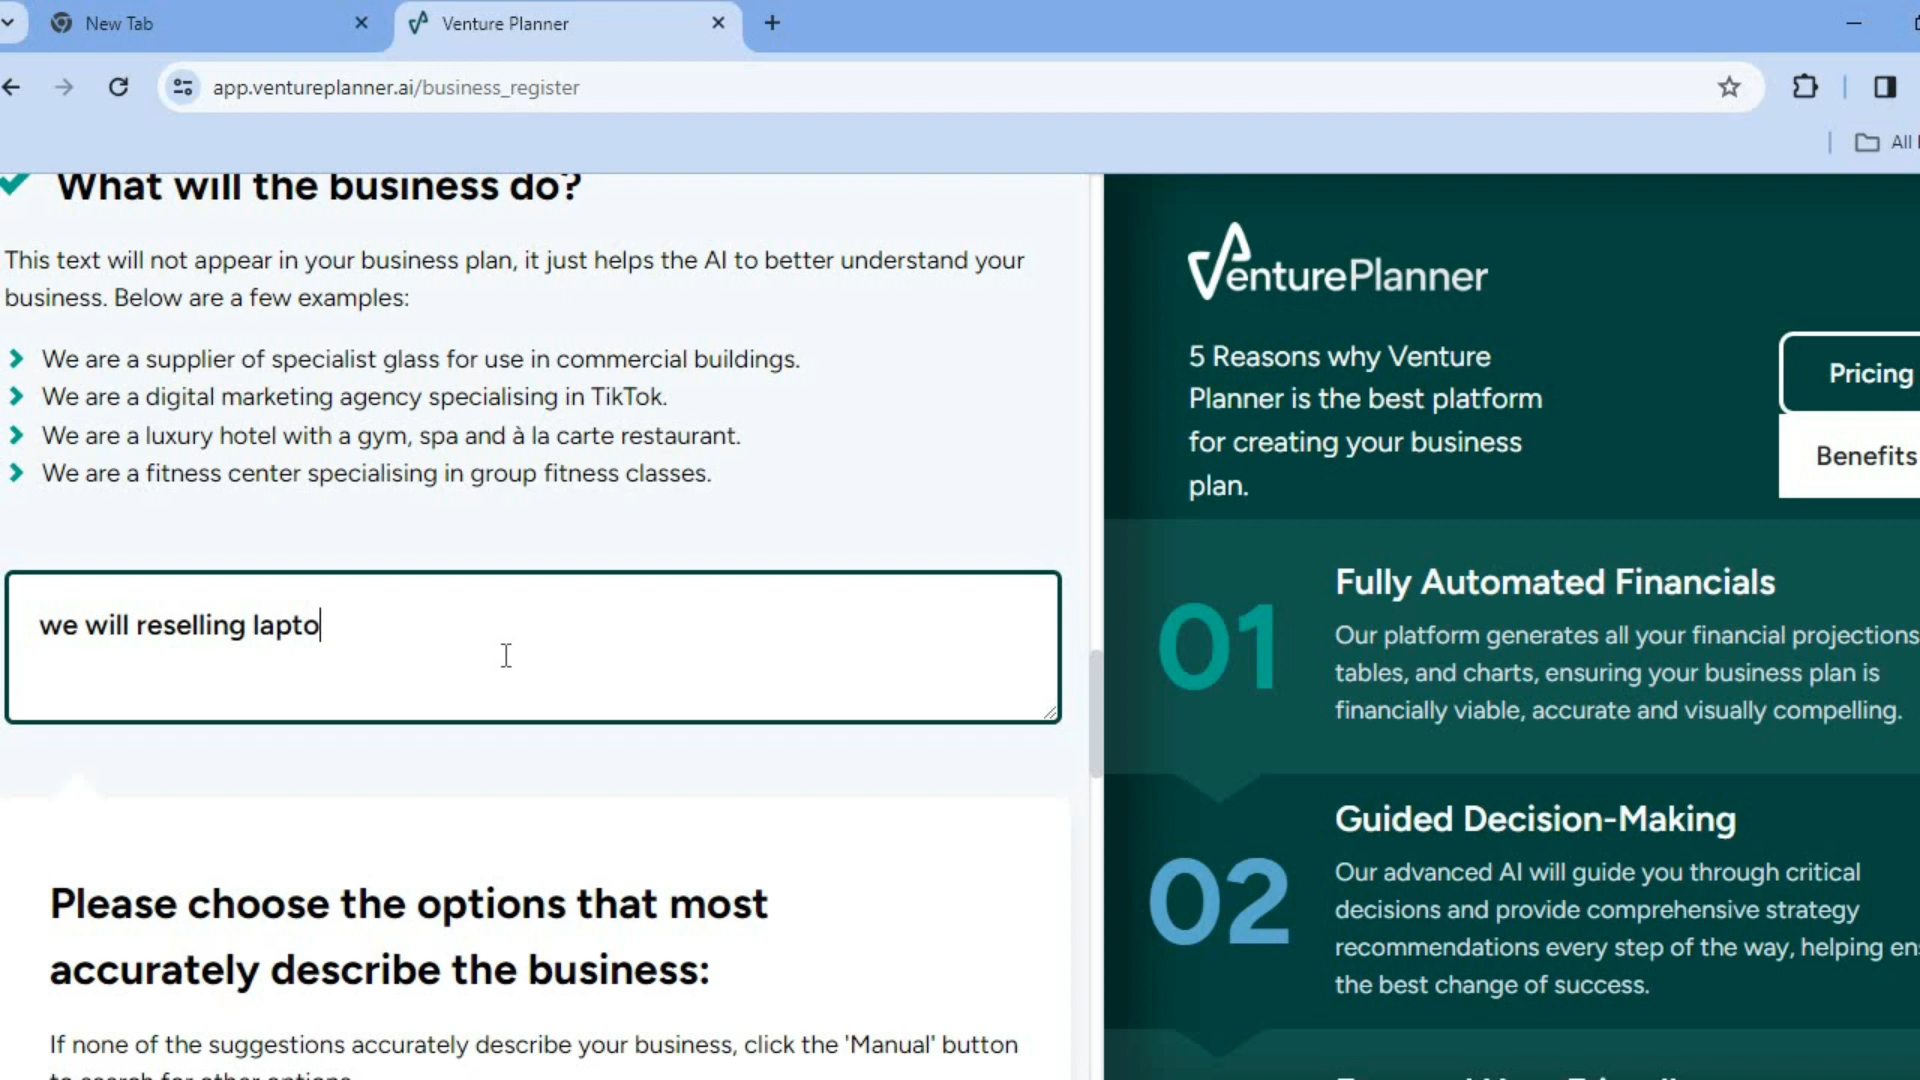 New Tab
Venture Planner
app.ventureplanner.ai/business_register
All
What will the business do?
This text will not appear in your business plan, it just helps the AI to better understand your
business. Below are a few examples:
We are a supplier of specialist glass for use in commercial buildings.
We are a digital marketing agency specialising in TikTok.
We are a luxury hotel with a gym, spa and à la carte restaurant.
We are a fitness center specialising in group fitness classes.
we will reselling lapto
Please choose the options that most
accurately describe the business:
If none of the suggestions accurately describe your business, click the 'Manual' button
to search for other options.
VenturePlanner
5 Reasons why Venture
Planner is the best platform
for creating your business
plan.
Pricing
Benefits
01
Fully Automated Financials
Our platform generates all your financial projections
tables, and charts, ensuring your business plan is
financially viable, accurate and visually compelling.
02
Guided Decision-Making
Our advanced AI will guide you through critical
decisions and provide comprehensive strategy
recommendations every step of the way, helping
the best change of success.